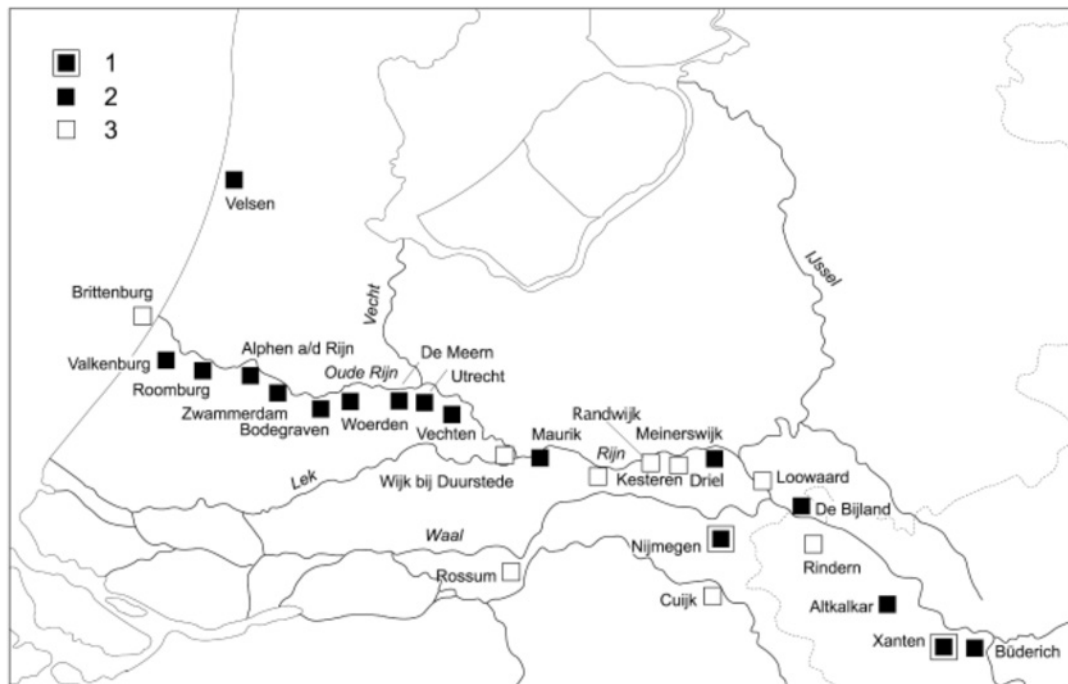 1
2
3
Velsen
IJssel
Vecht
Brittenburg
Alphen a/d Rijn
De Meern
Valkenburg
Oude Rijn
Utrecht
Roomburg
Zwammerdam
Woerden
Bodegraven
Vechten
Randwijk
Maurik
Meinerswijk
Rijn
Lek
Wijk bij Duurstede
Kesteren
Driel
Loowaard
De Bijland
Waal
Nijmegen
Rossum
Rindern
Cuijk
Altkalkar
Xanten
Büderich